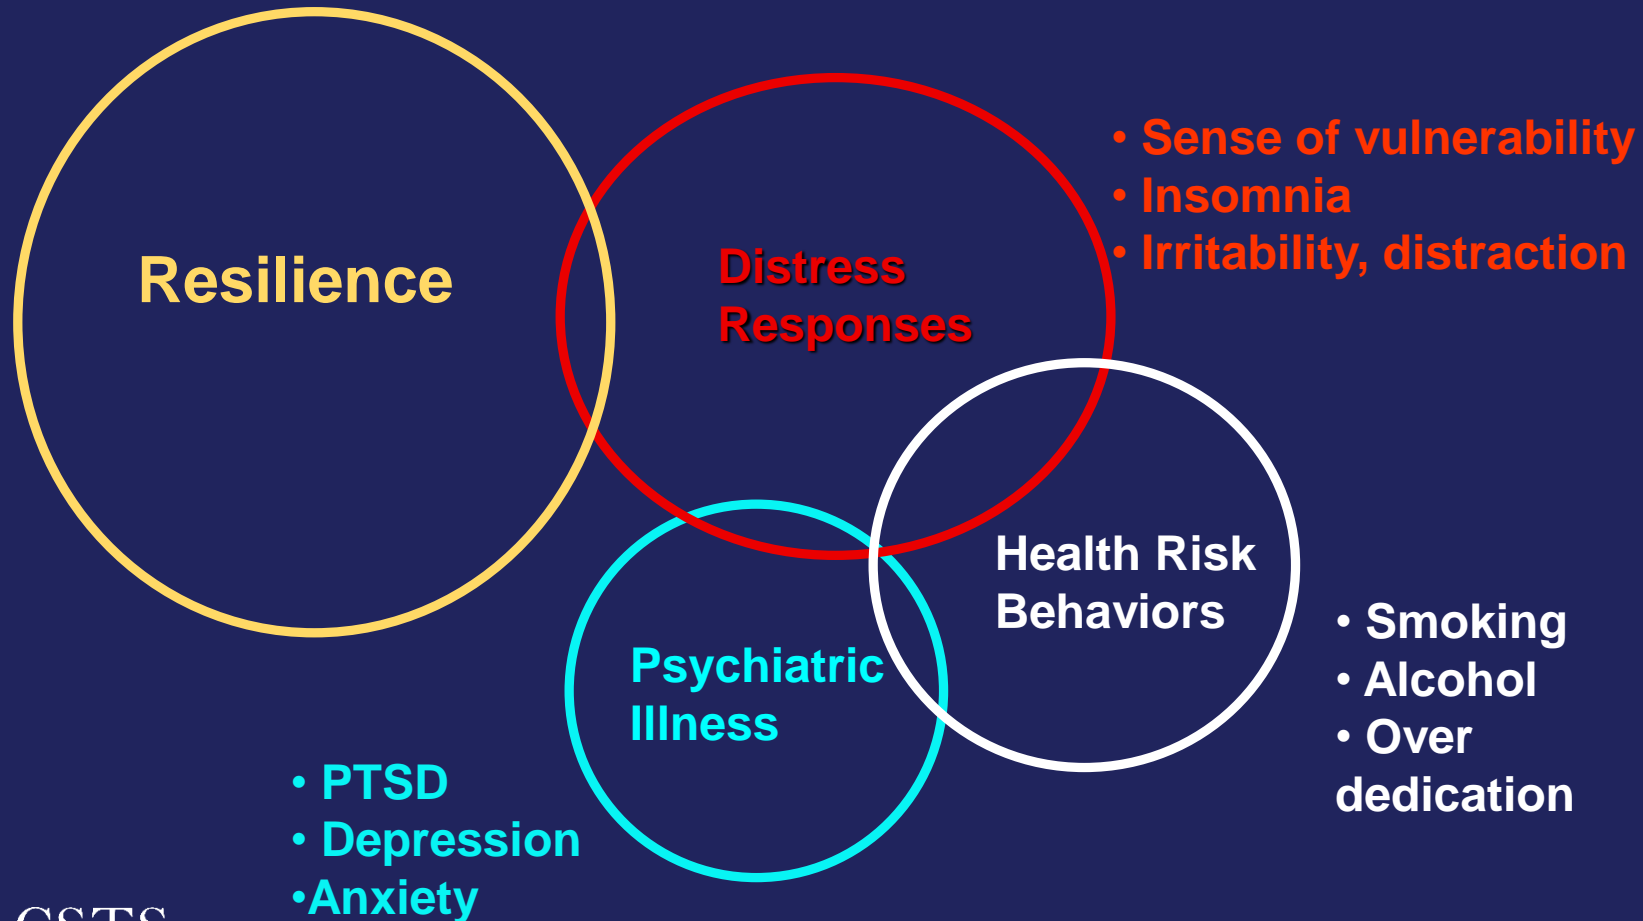 Resilience
Distress
Responses
• Sense of vulnerability
• Insomnia
• Irritability, distraction
Health Risk
Behaviors
• Smoking
• Alcohol
• Over
dedication
Psychiatric
Illness
• PTSD
• Depression
•Anxiety
CSTS